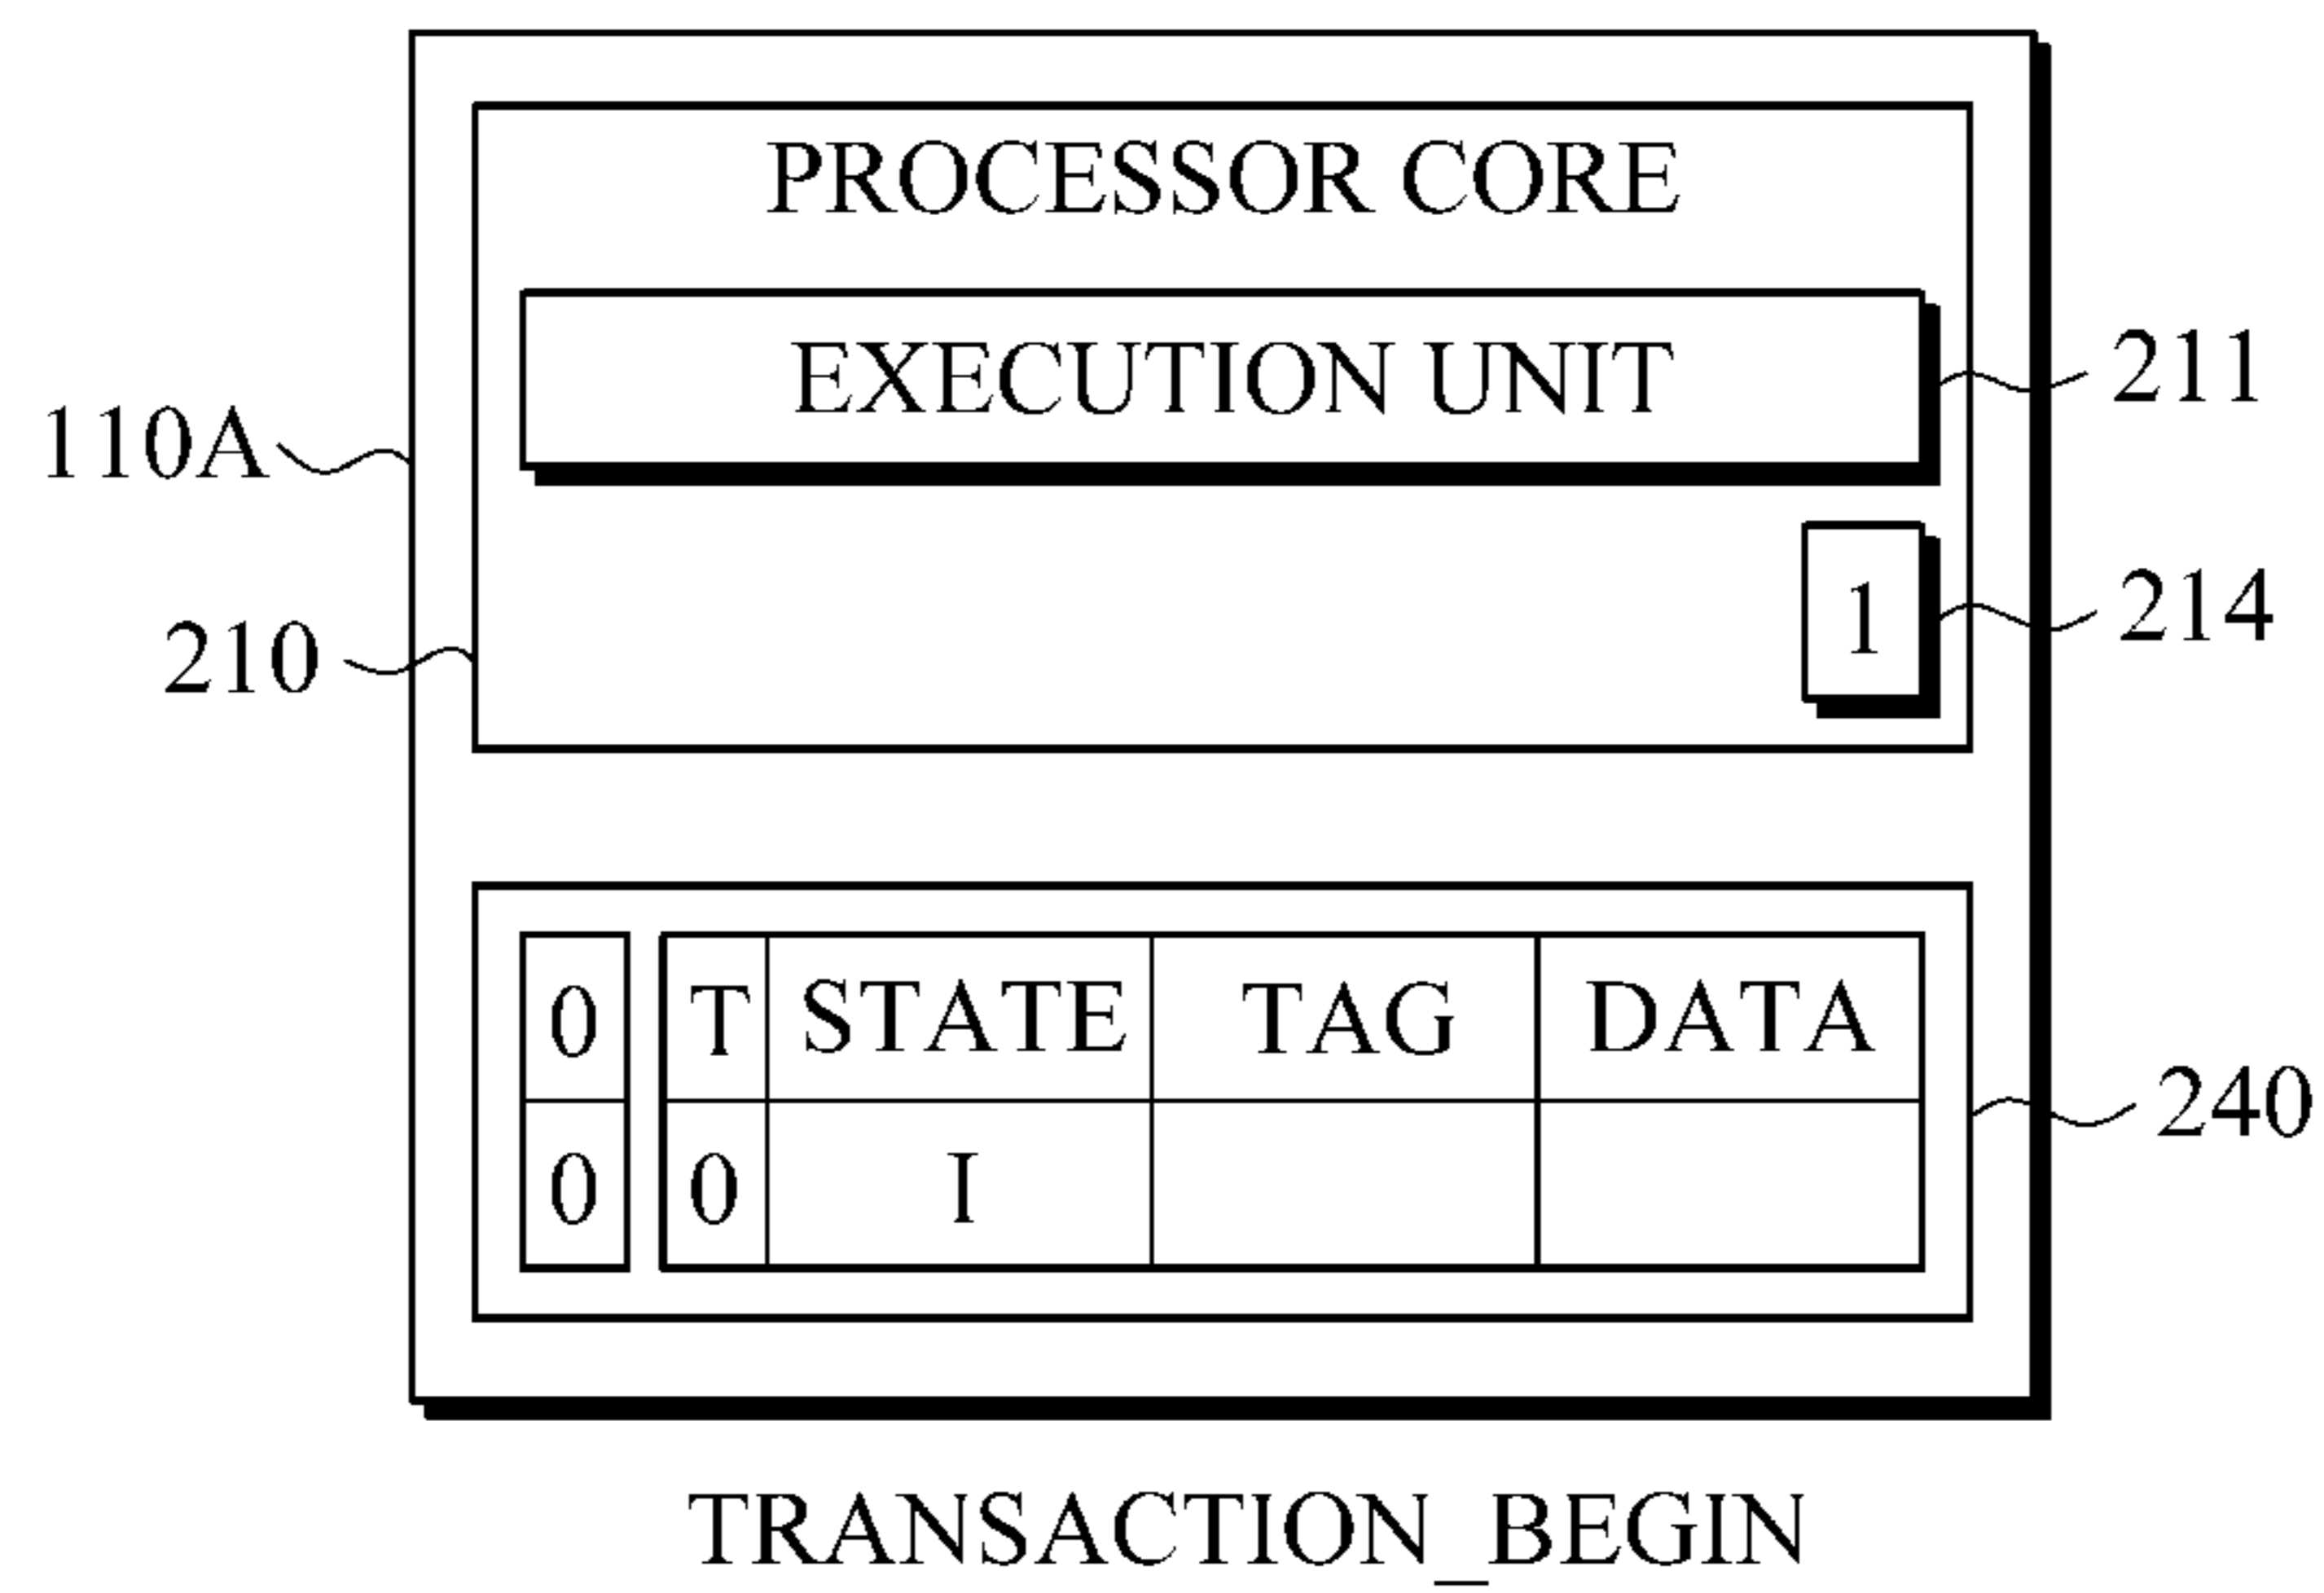 PROCESSOR CORE
EXECUTION UNIT
211
110A
1
214
210
0 T STATE TAG DATA
240
0 0 I
TRANSACTION_BEGIN